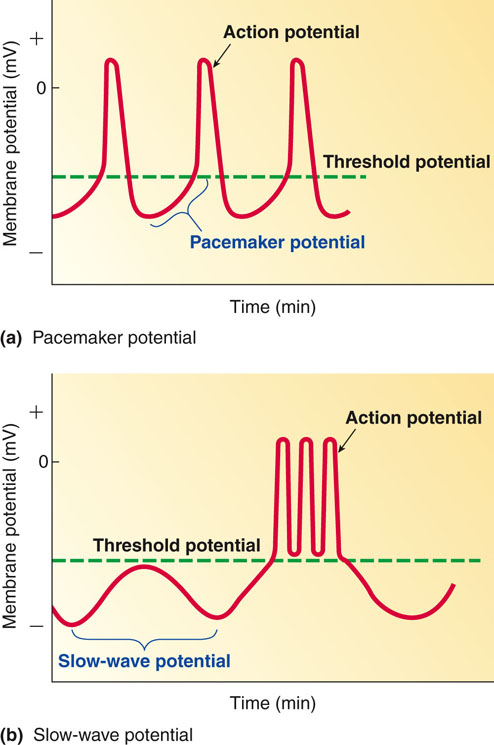 +
Action potential
0
Membrane potential (mV)
Threshold potential
Pacemaker potential
–
Time (min)
(a) Pacemaker potential
+
Action potential
0
Membrane potential (mV)
Threshold potential
–
Slow-wave potential
Time (min)
(b) Slow-wave potential